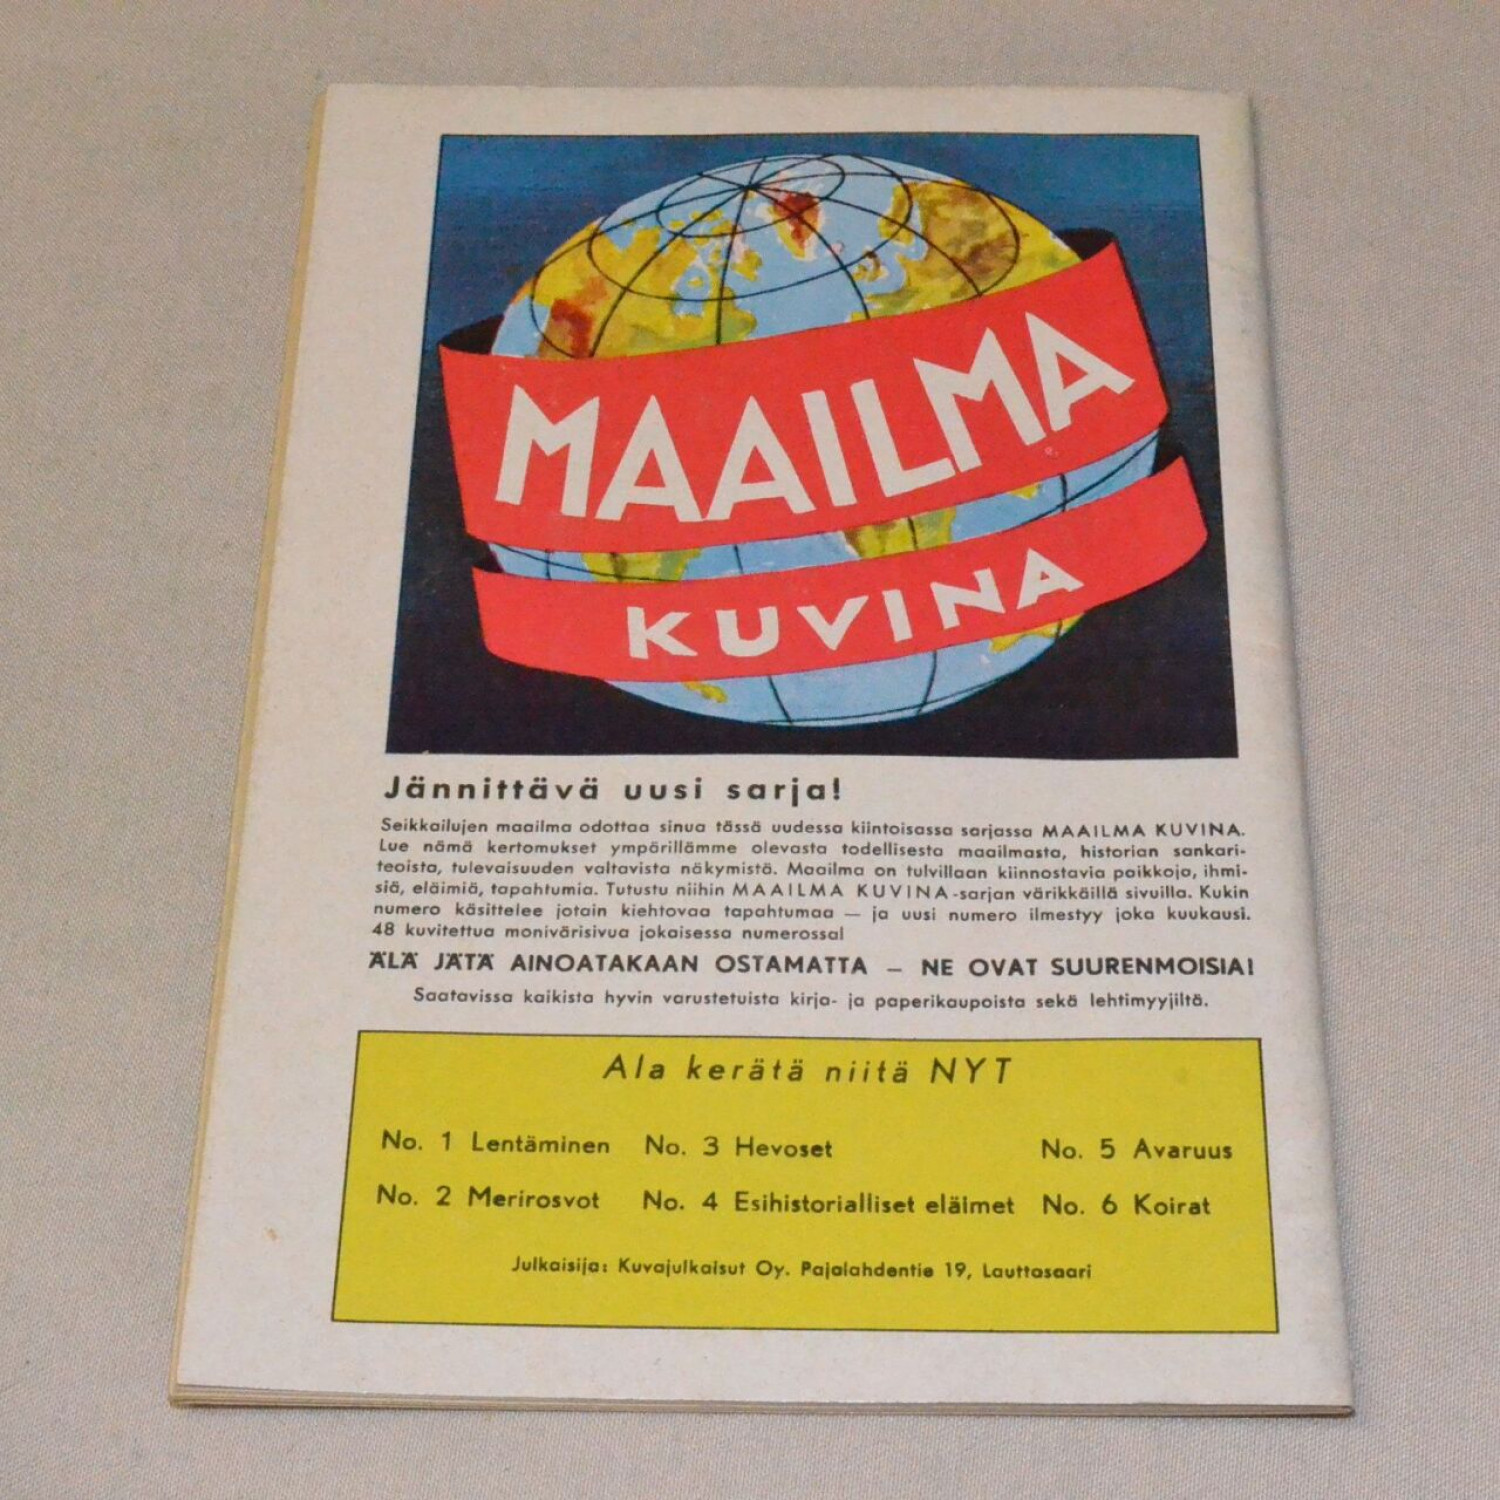 MAAILMA
KUVINA
Jännittävä uusi sarja!
Seikkailujen maailma odottaa sinua tässä uudessa kiintoisassa sarjassa MAAILMA KUVINA.
Lue nämä kertomukset ympärillämme olevasta todellisesta maailmasta, historian sankari-
teoista, tulevaisuuden valtavista näkymistä. Maailma on tulvillaan kiinnostavia paikkoja, ihmi-
siä, eläimiä, tapahtumia. Tutustu niihin MAAILMA KUVINA-sarjan värikkäillä sivuilla. Kukin
numero käsittelee jotain kiehtovaa tapahtumaa — ja uusi numero ilmestyy joka kuukausi.
48 kuvitettua monivärisivua jokaisessa numerossa!
ÄLÄ JÄTÄ AINOATAKAAN OSTAMATTA – NE OVAT SUURENMOISIA!
Saatavissa kaikista hyvin varustetuista kirja- ja paperikaupoista sekä lehtimyyjiltä.
Ala kerätä niitä NYT
No. 1 Lentäminen No. 3 Hevoset No. 5 Avaruus
No. 2 Merirosvot No. 4 Esihistorialliset eläimet No. 6 Koirat
Julkaisija: Kuvajulkaisut Oy. Pajalahdentie 19, Lauttasaari